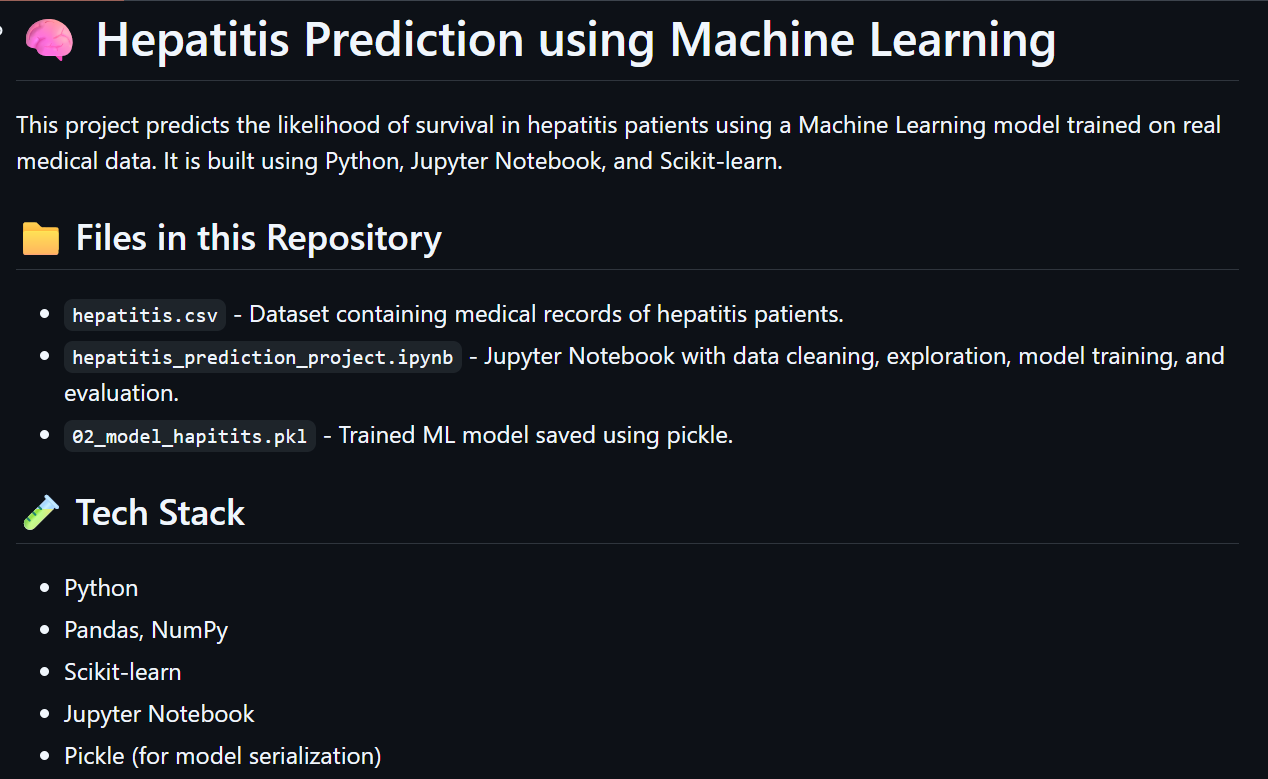 🧠 Hepatitis Prediction using Machine Learning
This project predicts the likelihood of survival in hepatitis patients using a Machine Learning model trained on real
medical data. It is built using Python, Jupyter Notebook, and Scikit-learn.
📁 Files in this Repository
• hepatitis.csv - Dataset containing medical records of hepatitis patients.
• hepatitis_prediction_project.ipynb - Jupyter Notebook with data cleaning, exploration, model training, and
evaluation.
• 02_model_hapitits.pkl - Trained ML model saved using pickle.
🧪 Tech Stack
• Python
• Pandas, NumPy
• Scikit-learn
• Jupyter Notebook
• Pickle (for model serialization)